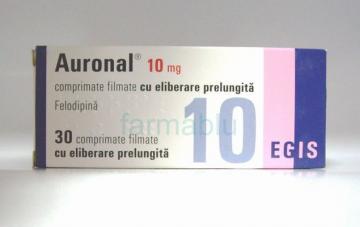 Auronal® 10 mg
comprimate filmate cu eliberare prelungită
Felodipină
farmablu
30 comprimate filmate
cu eliberare prelungită
10
EGIS